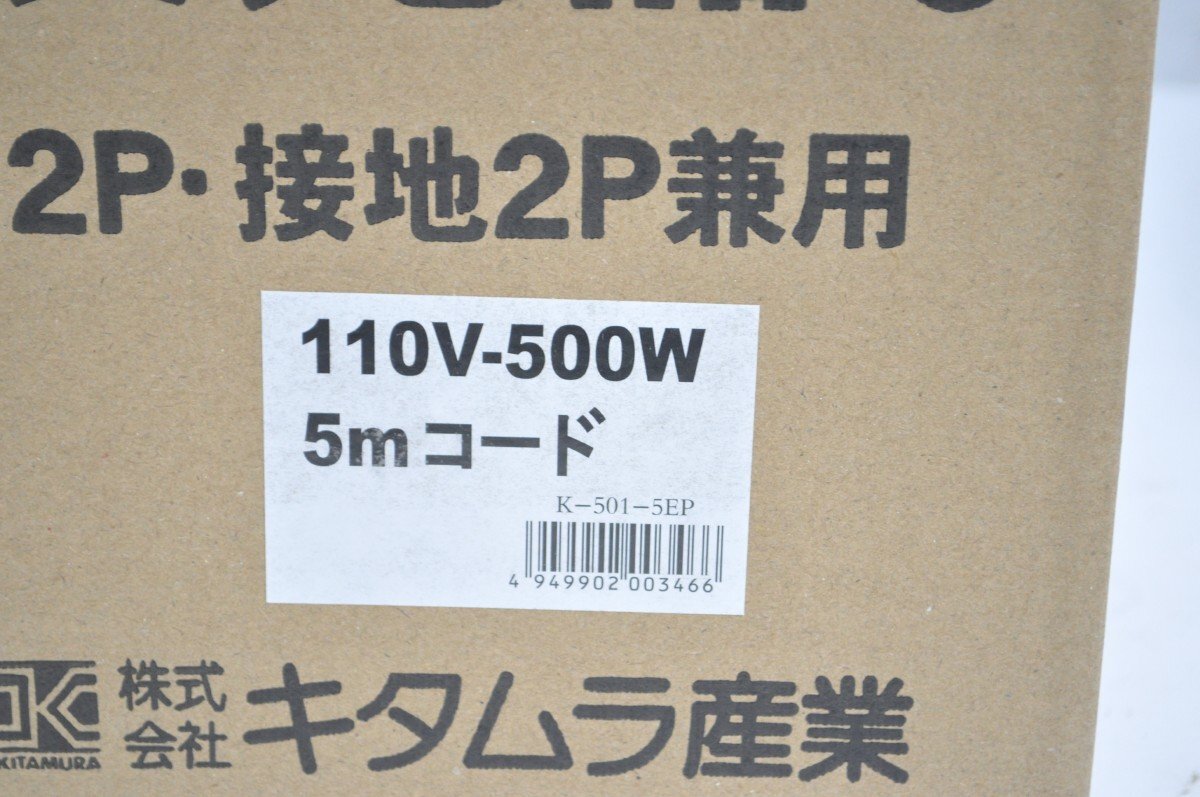 2P・接地2P兼用
110V-500W
5mコード
K-501-5EP
4 949902 003466
KITAMURA
株式会社 キタムラ産業